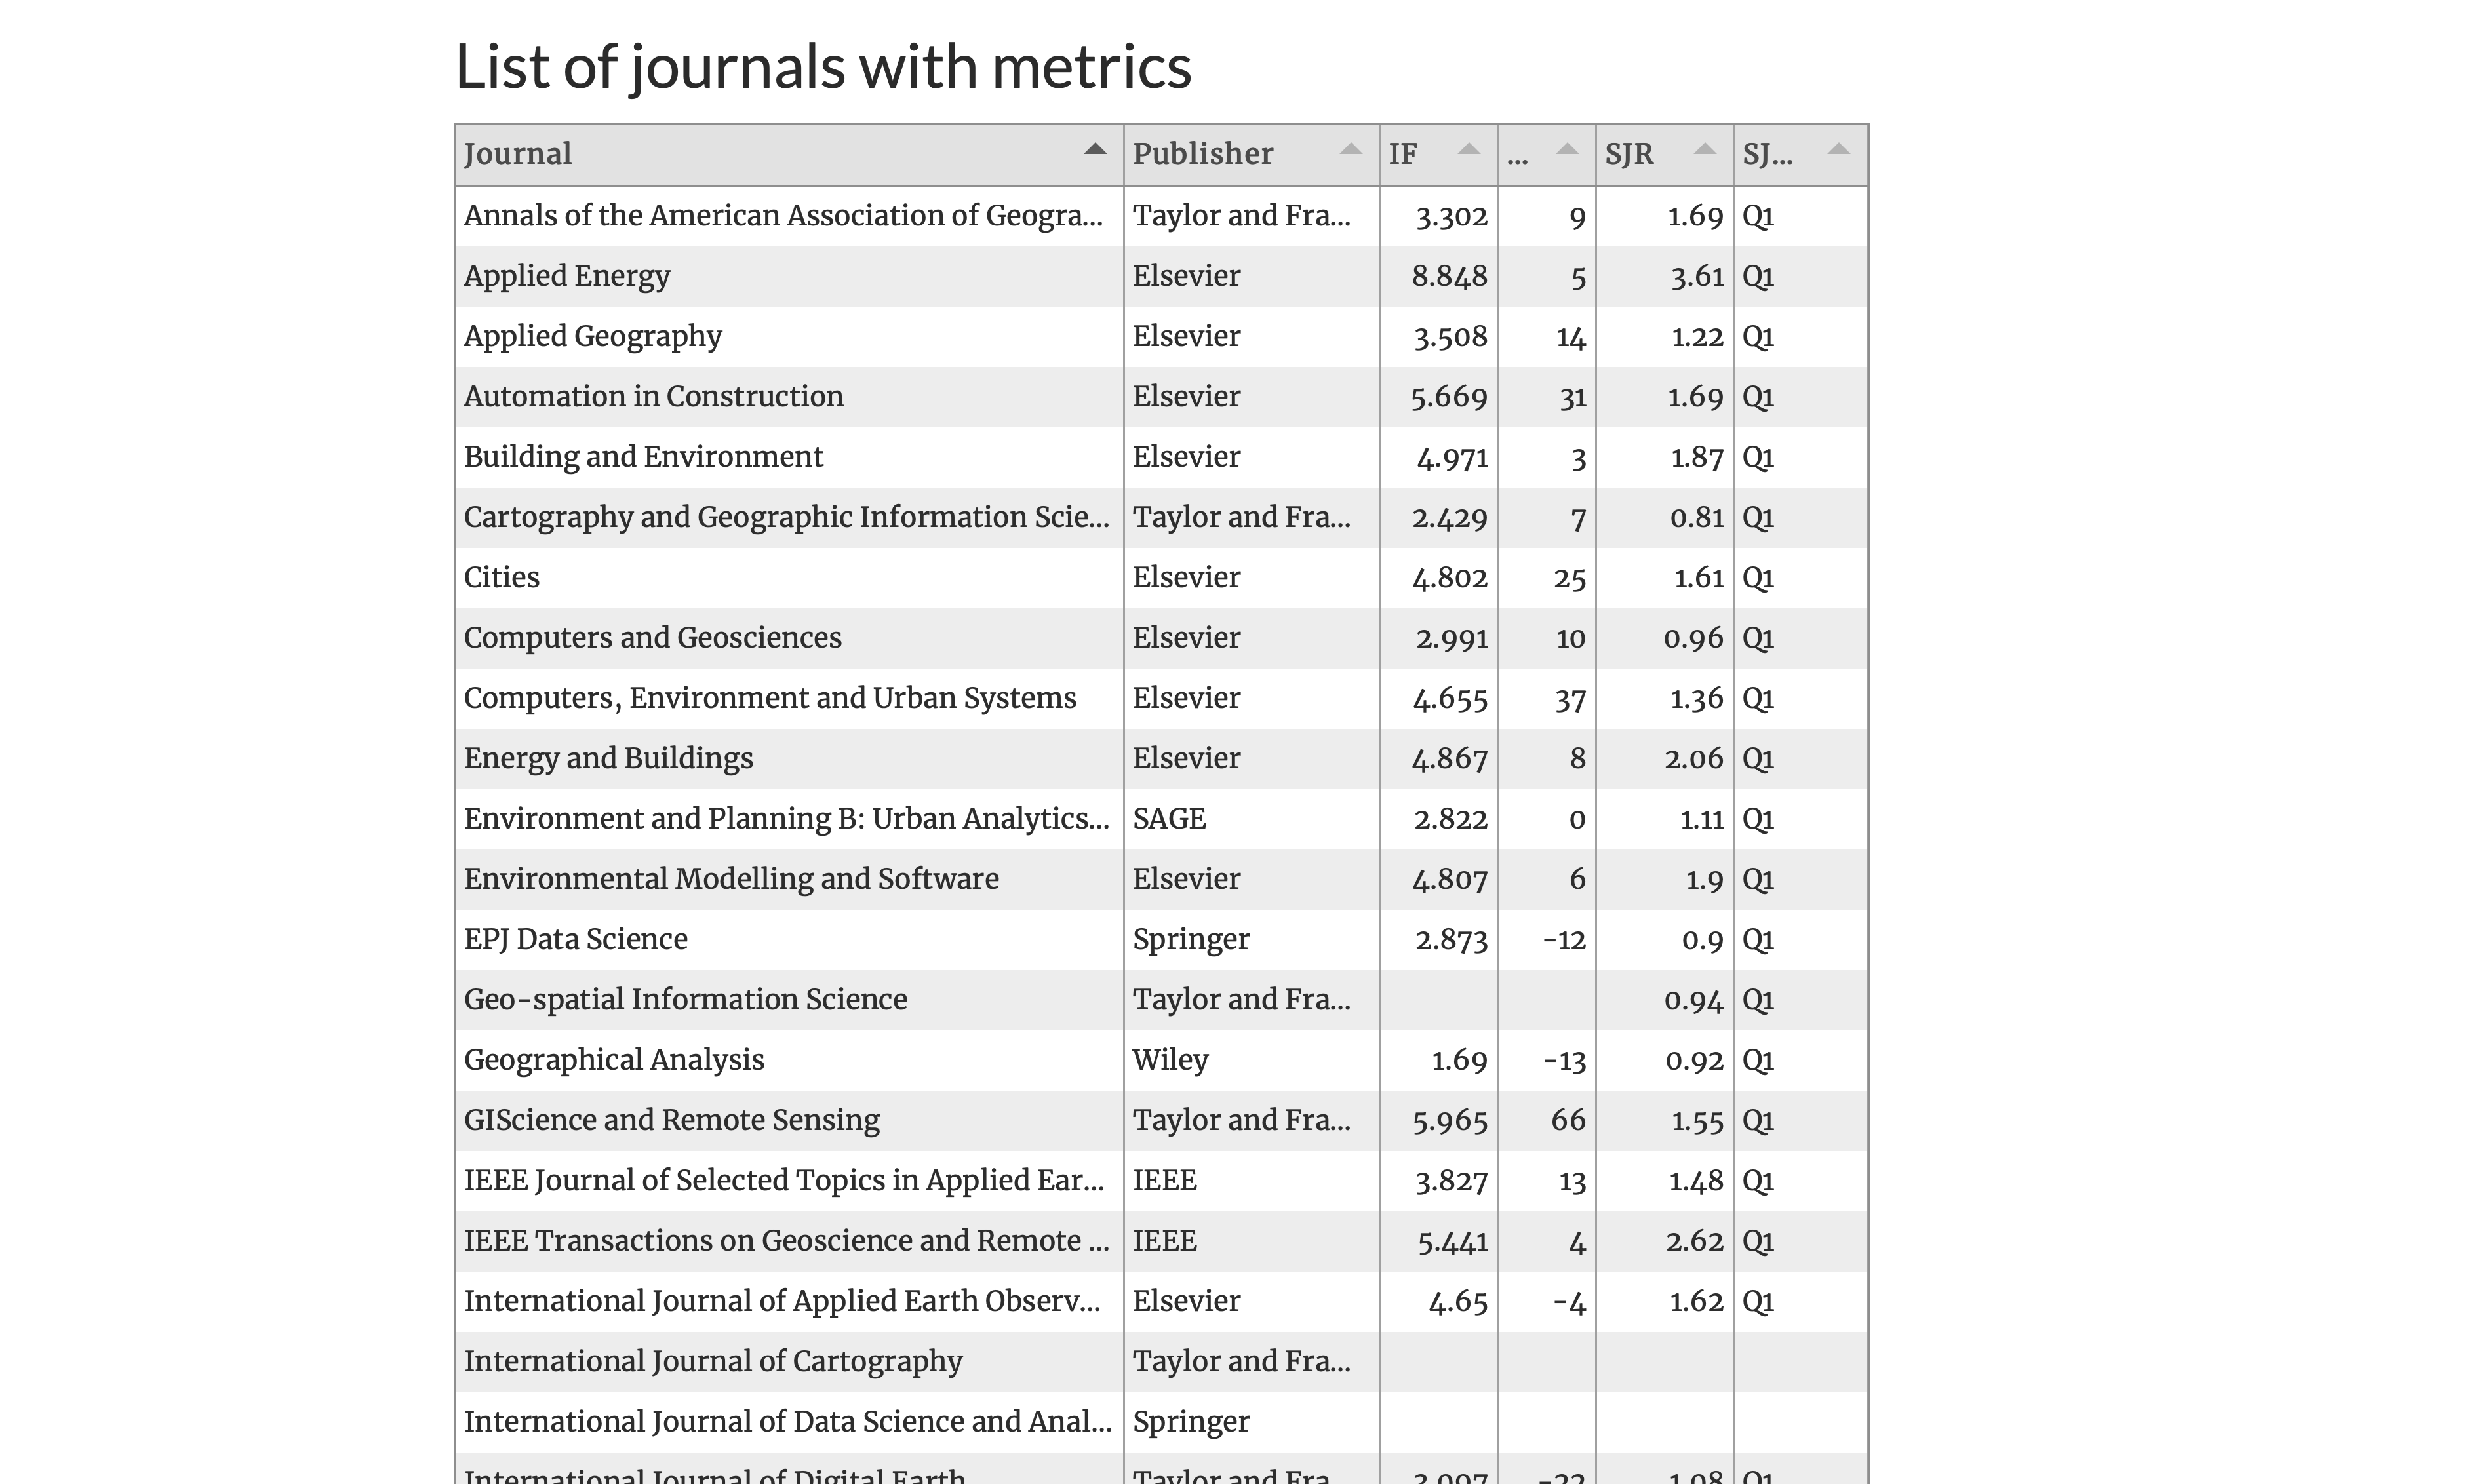 List of journals with metrics
Journal Publisher IF ... SJR SJ...
Annals of the American Association of Geogra... Taylor and Fra... 3.302 9 1.69 Q1
Applied Energy Elsevier 8.848 5 3.61 Q1
Applied Geography Elsevier 3.508 14 1.22 Q1
Automation in Construction Elsevier 5.669 31 1.69 Q1
Building and Environment Elsevier 4.971 3 1.87 Q1
Cartography and Geographic Information Scie... Taylor and Fra... 2.429 7 0.81 Q1
Cities Elsevier 4.802 25 1.61 Q1
Computers and Geosciences Elsevier 2.991 10 0.96 Q1
Computers, Environment and Urban Systems Elsevier 4.655 37 1.36 Q1
Energy and Buildings Elsevier 4.867 8 2.06 Q1
Environment and Planning B: Urban Analytics... SAGE 2.822 0 1.11 Q1
Environmental Modelling and Software Elsevier 4.807 6 1.9 Q1
EPJ Data Science Springer 2.873 -12 0.9 Q1
Geo-spatial Information Science Taylor and Fra... 0.94 Q1
Geographical Analysis Wiley 1.69 -13 0.92 Q1
GIScience and Remote Sensing Taylor and Fra... 5.965 66 1.55 Q1
IEEE Journal of Selected Topics in Applied Ear... IEEE 3.827 13 1.48 Q1
IEEE Transactions on Geoscience and Remote ... IEEE 5.441 4 2.62 Q1
International Journal of Applied Earth Observ... Elsevier 4.65 -4 1.62 Q1
International Journal of Cartography Taylor and Fra...
International Journal of Data Science and Anal... Springer
International Journal of Digital Earth Taylor and Fra... 3.097 -22 1.08 Q1